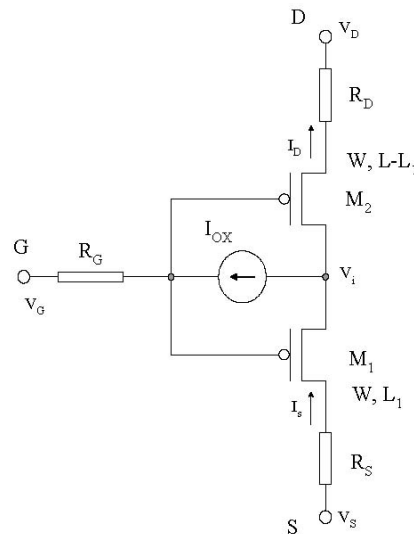 D V_D
R_D
I_D
W, L-L_1
M_2
I_OX
G R_G
V_G
V_i
M_1
W, L_1
I_s
R_S
S V_S